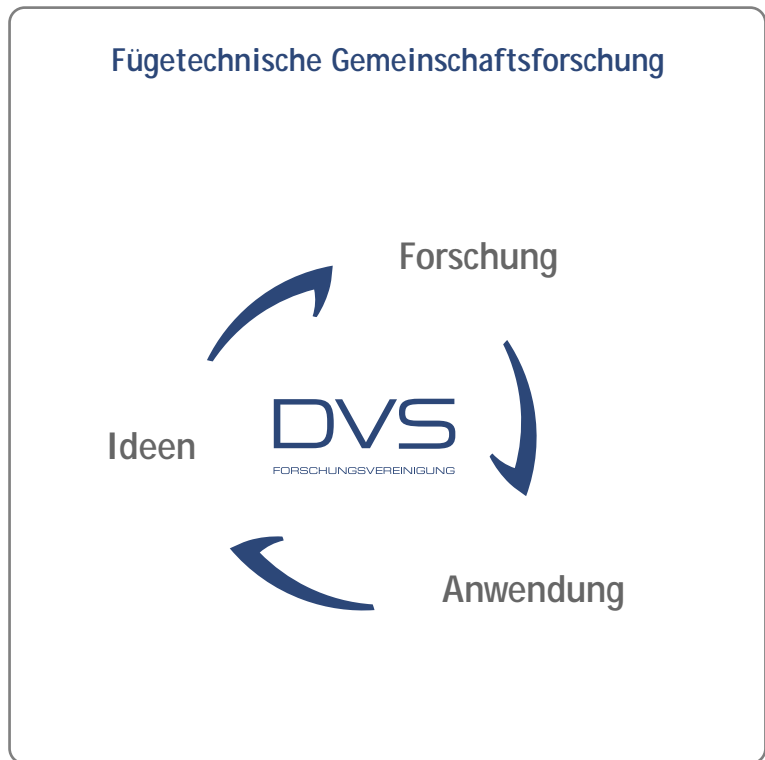 Fügetechnische Gemeinschaftsforschung
Forschung
Ideen
DVS
FORSCHUNGSVEREINIGUNG
Anwendung